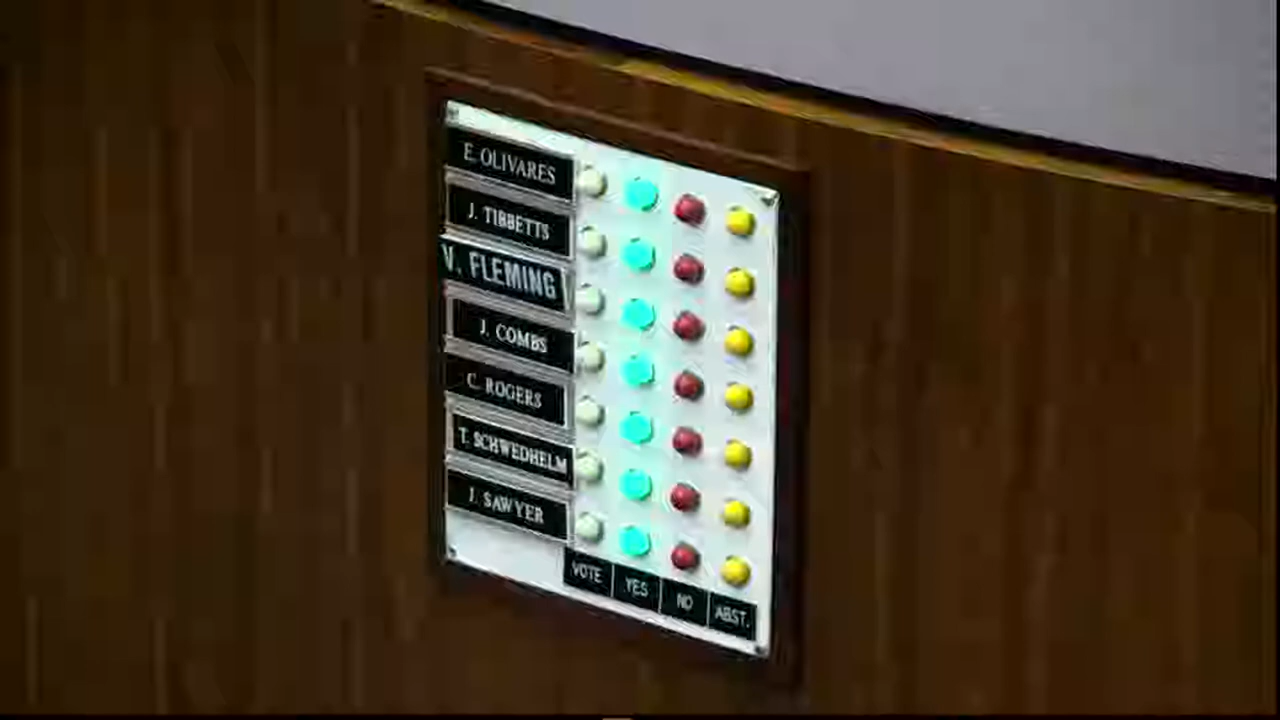 E. OLIVARES
J. TIBBETTS
V. FLEMING
J. COMBS
C. ROGERS
T. SCHWEDHELM
J. SAWYER
VOTE YES NO ABST.